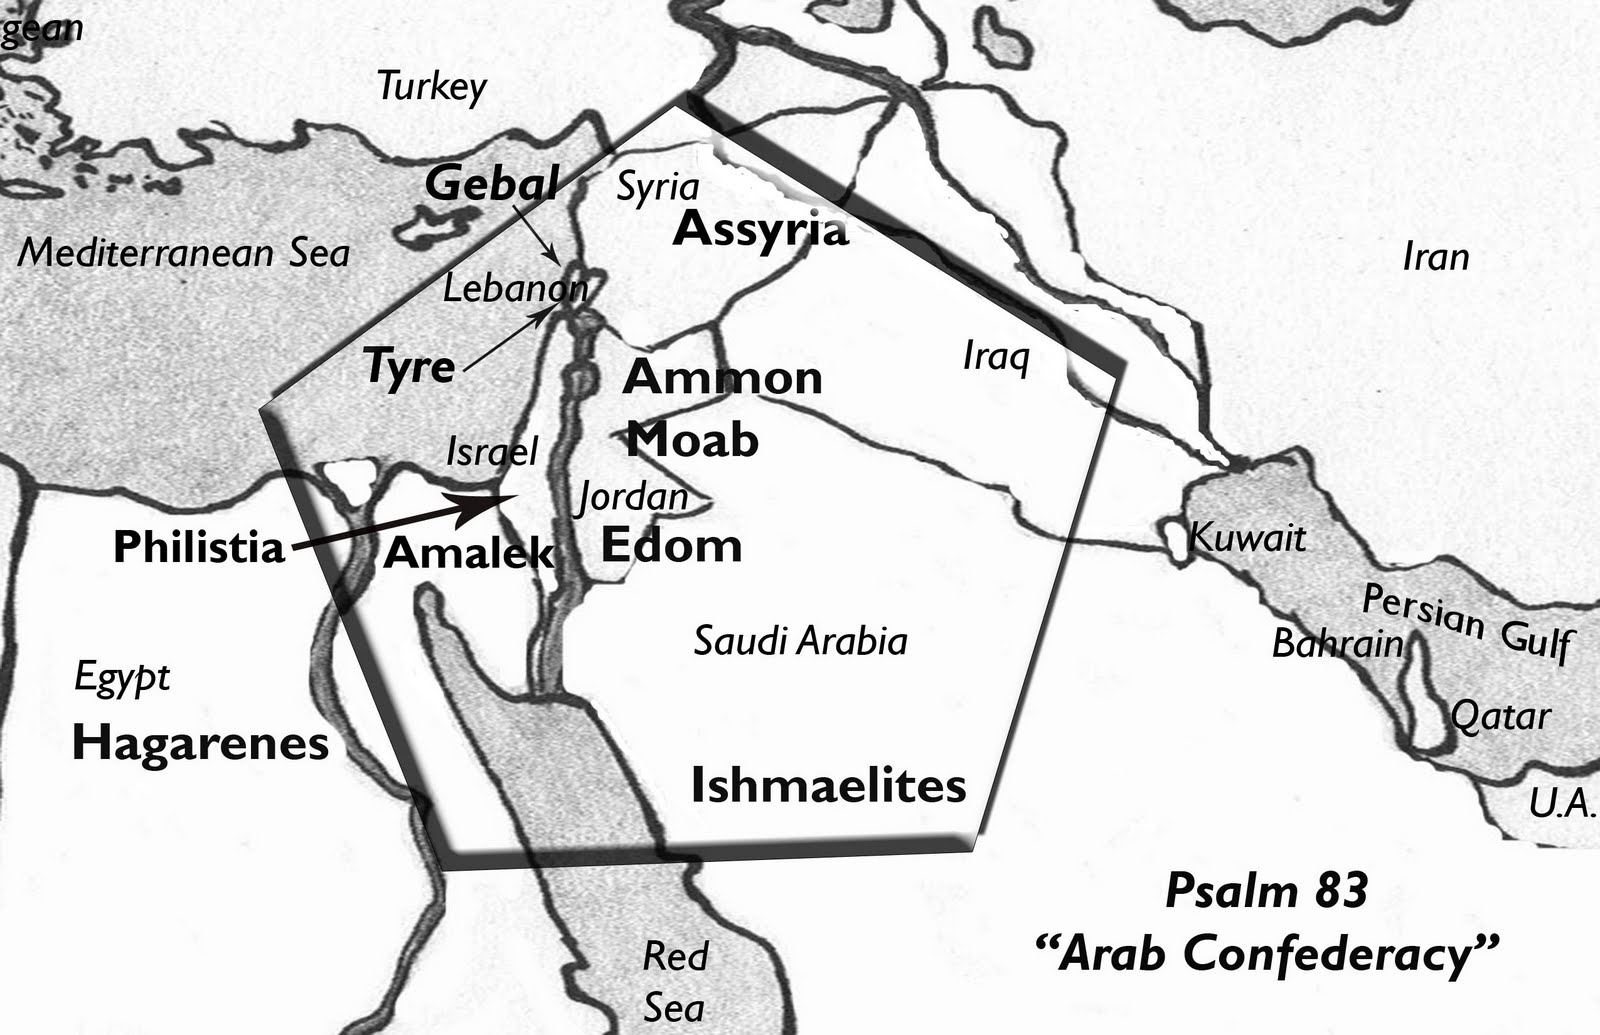 gean
Turkey
Gebal
Syria
Assyria
Mediterranean Sea
Iran
Lebanon
Tyre
Ammon
Iraq
Moab
Israel
Jordan
Philistia
Amalek
Edom
Kuwait
Persian Gulf
Saudi Arabia
Bahrain
Egypt
Qatar
Hagarenes
Ishmaelites
U.A.
Psalm 83
“Arab Confederacy”
Red
Sea